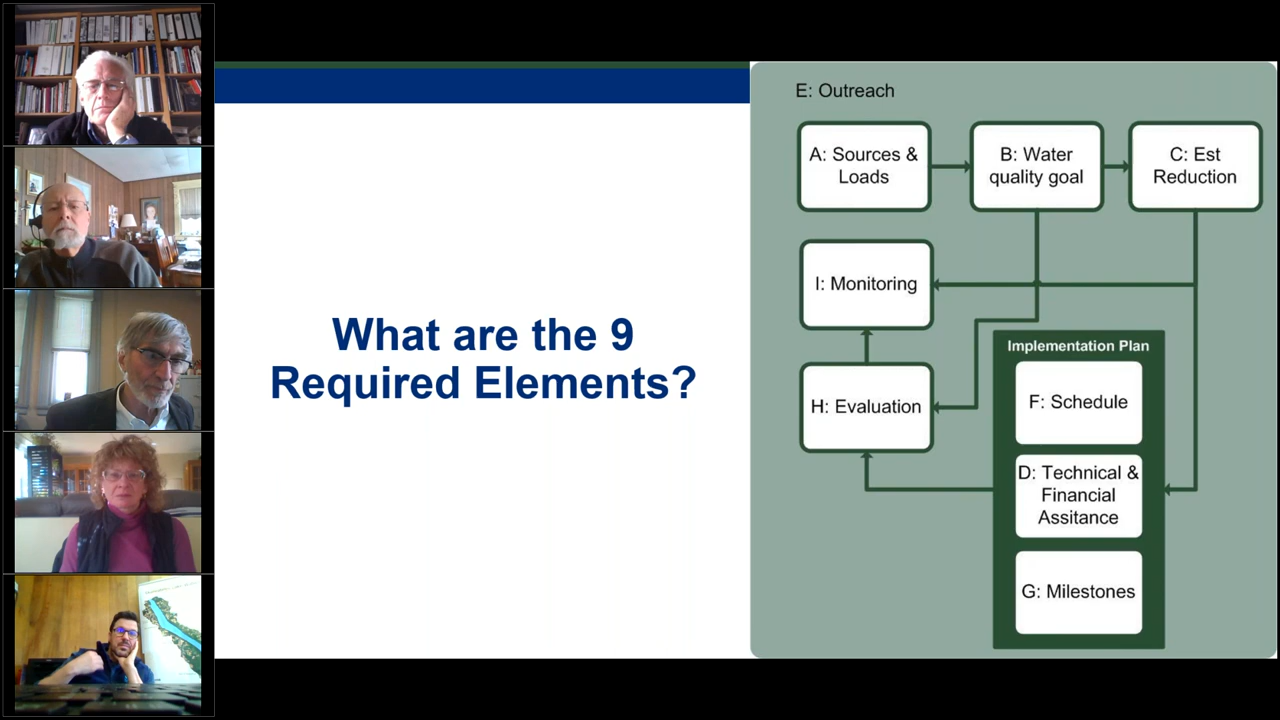 What are the 9
Required Elements?
E: Outreach
A: Sources &
Loads
B: Water
quality goal
C: Est
Reduction
I: Monitoring
H: Evaluation
Implementation Plan
F: Schedule
D: Technical &
Financial
Assitance
G: Milestones